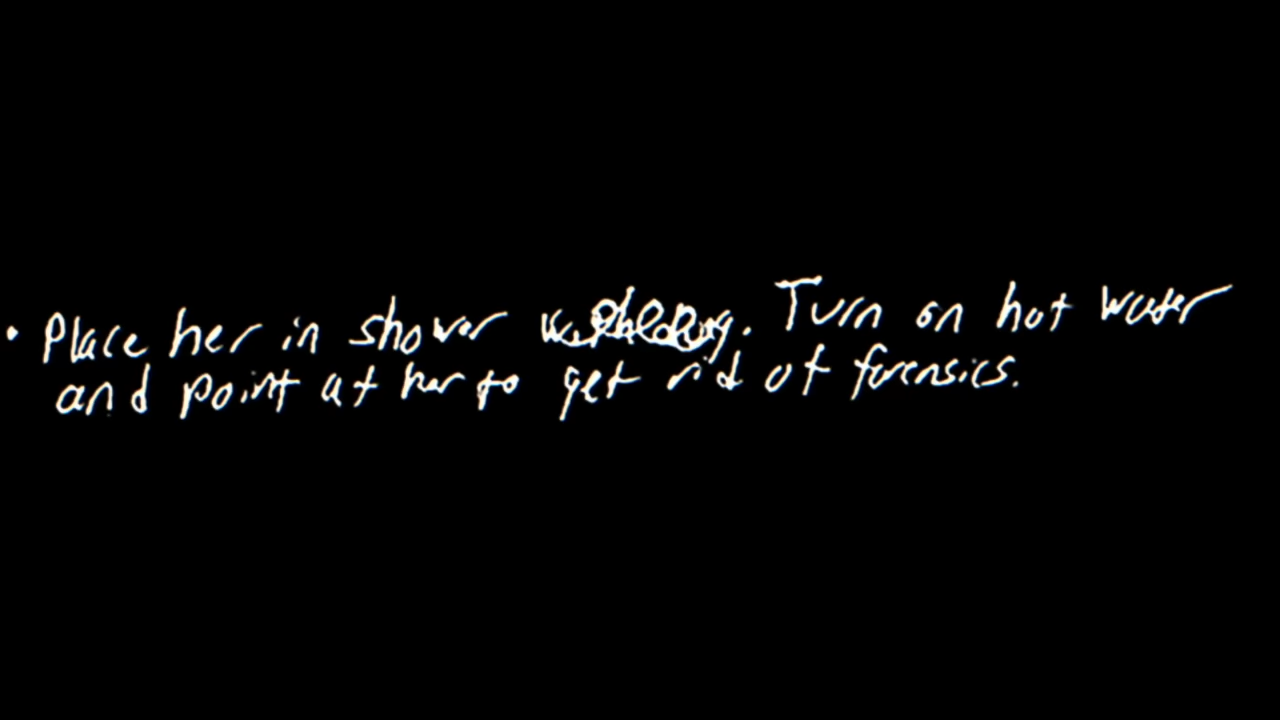 • Place her in shower. Turn on hot water
and point at her to get rid of forensics.